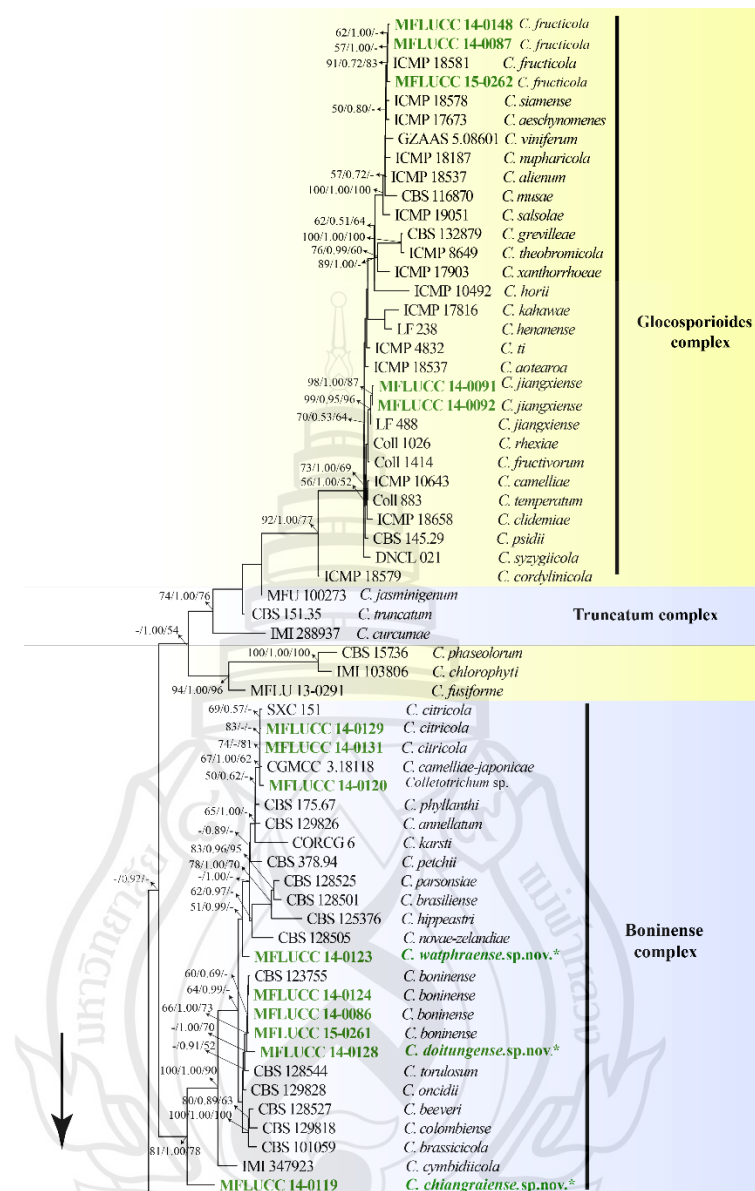 62/1.00/- MFLUCC 14-0148 C. fructicola
57/1.00/- MFLUCC 14-0087 C. fructicola
91/0.72/83 ICMP 18581 C. fructicola
MFLUCC 15-0262 C. fructicola
50/0.80/- ICMP 18578 C. siamense
ICMP 17673 C. aeschynomenes
GZAAS 5.08601 C. viniferum
ICMP 18187 C. nupharicola
57/0.72/- ICMP 18537 C. alienum
100/1.00/100 CBS 116870 C. musae
ICMP 19051 C. salsolae
62/0.51/64 CBS 132879 C. grevilleae
100/1.00/100
76/0.99/60 ICMP 8649 C. theobromicola
89/1.00/- ICMP 17903 C. xanthorrhoeae
ICMP 10492 C. horii
ICMP 17816 C. kahawae
Glocosporioides
complex
LF 238 C. henanense
ICMP 4832 C. ti
ICMP 18537 C. aotearoa
98/1.00/87 MFLUCC 14-0091 C. jiangxiense
99/0.95/96 MFLUCC 14-0092 C. jiangxiense
70/0.53/64 LF 488 C. jiangxiense
Coll 1026 C. rhexiae
Coll 1414 C. fructivorum
73/1.00/69 ICMP 10643 C. camelliae
56/1.00/52 Coll 883 C. temperatum
ICMP 18658 C. clidemiae
92/1.00/77 CBS 145.29 C. psidii
DNCL 021 C. syzygiicola
ICMP 18579 C. cordylinicola
74/1.00/76 MFU 100273 C. jasminigenum
CBS 151.35 C. truncatum
Truncatum complex
-/1.00/54 IMI 288937 C. curcumae
100/1.00/100 CBS 15736 C. phaseolorum
IMI 103806 C. chlorophyti
94/1.00/96 MFLU 13-0291 C. fusiforme
69/0.57/- SXC 151 C. citricola
83/-/- MFLUCC 14-0129 C. citricola
74/-/81 MFLUCC 14-0131 C. citricola
67/1.00/62 CGMCC 3.18118 C. camelliae-japonicae
50/0.62/- MFLUCC 14-0120 Colletotrichum sp.
CBS 175.67 C. phyllanthi
65/1.00/- CBS 129826 C. annellatum
-/0.89/- CORCG 6 C. karsti
83/0.96/95 CBS 378.94 C. petchii
78/1.00/70
-/1.00/- CBS 128525 C. parsonsiae
-/0.92/-
62/0.97/- CBS 128501 C. brasiliense
51/0.99/- CBS 125376 C. hippeastri
CBS 128505 C. novae-zelandiae
Boninense
complex
MFLUCC 14-0123 C. watphraense.sp.nov.*
60/0.69/- CBS 123755 C. boninense
64/0.99/- MFLUCC 14-0124 C. boninense
66/1.00/73 MFLUCC 14-0086 C. boninense
-/1.00/70 MFLUCC 15-0261 C. boninense
-/0.91/52 MFLUCC 14-0128 C. doitungense.sp.nov.*
100/1.00/90 CBS 128544 C. torulosum
CBS 129828 C. oncidii
80/0.89/63 CBS 128527 C. beeveri
100/1.00/100 CBS 129818 C. colombiense
81/1.00/78 CBS 101059 C. brassicicola
IMI 347923 C. cymbidiicola
MFLUCC 14-0119 C. chiangraiense.sp.nov.*